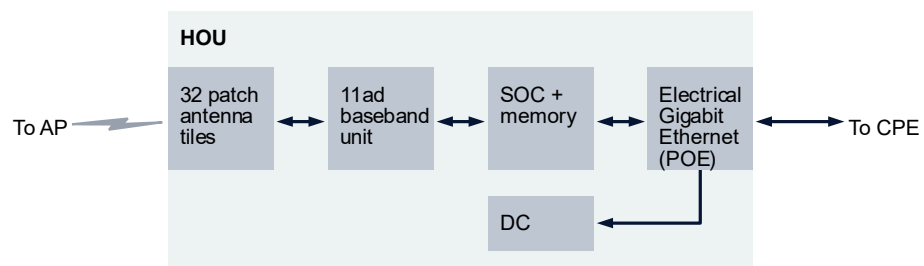 HOU
To AP
32 patch
antenna
tiles
11ad
baseband
unit
SOC +
memory
Electrical
Gigabit
Ethernet
(POE)
To CPE
DC